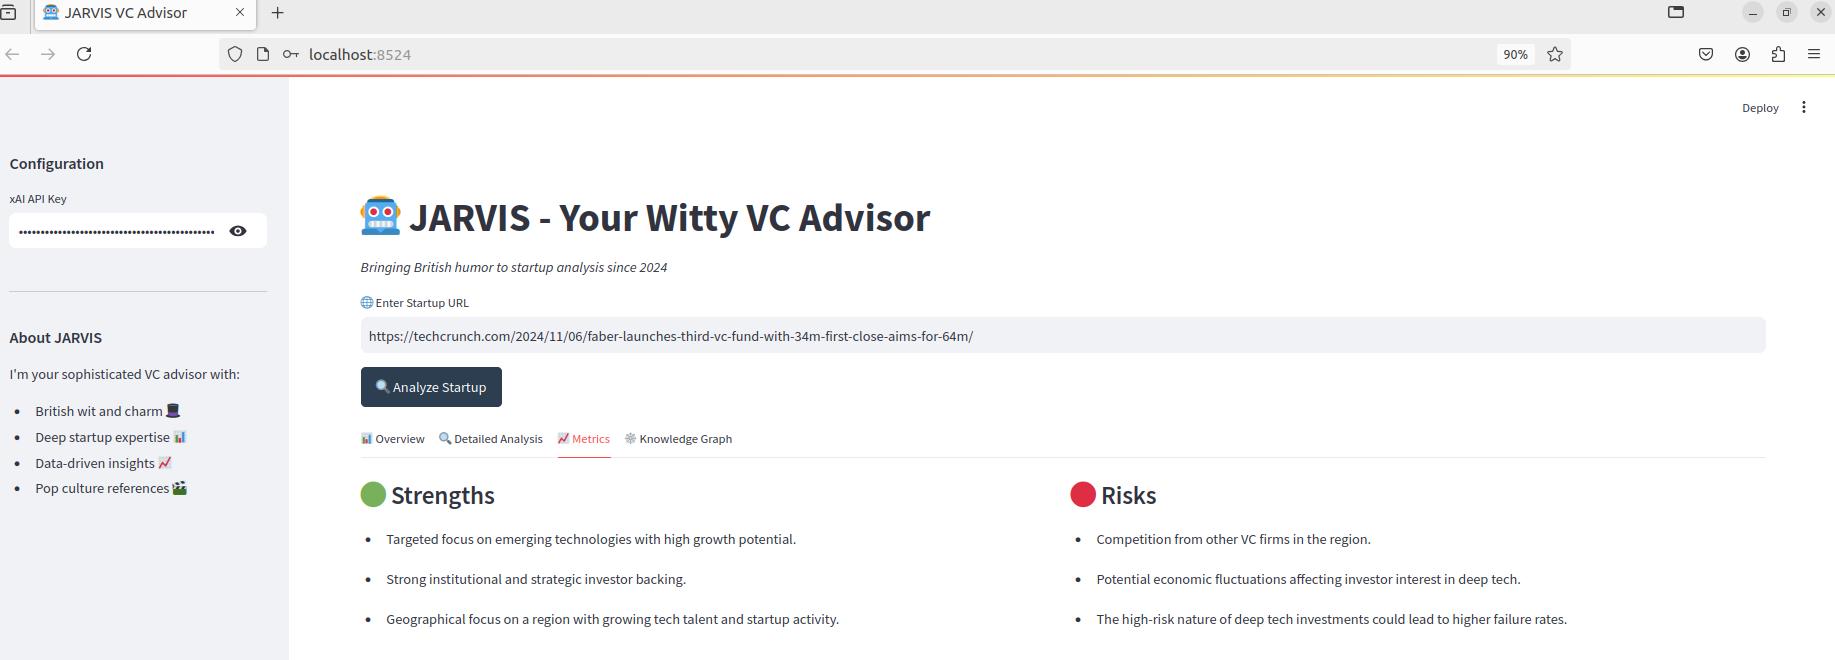 JARVIS VC Advisor
localhost:8524
90%
Deploy
Configuration
xAI API Key
About JARVIS
I'm your sophisticated VC advisor with:
British wit and charm
Deep startup expertise
Data-driven insights
Pop culture references
JARVIS - Your Witty VC Advisor
Bringing British humor to startup analysis since 2024
Enter Startup URL
https://techcrunch.com/2024/11/06/faber-launches-third-vc-fund-with-34m-first-close-aims-for-64m/
Analyze Startup
Overview Detailed Analysis Metrics Knowledge Graph
Strengths
Targeted focus on emerging technologies with high growth potential.
Strong institutional and strategic investor backing.
Geographical focus on a region with growing tech talent and startup activity.
Risks
Competition from other VC firms in the region.
Potential economic fluctuations affecting investor interest in deep tech.
The high-risk nature of deep tech investments could lead to higher failure rates.